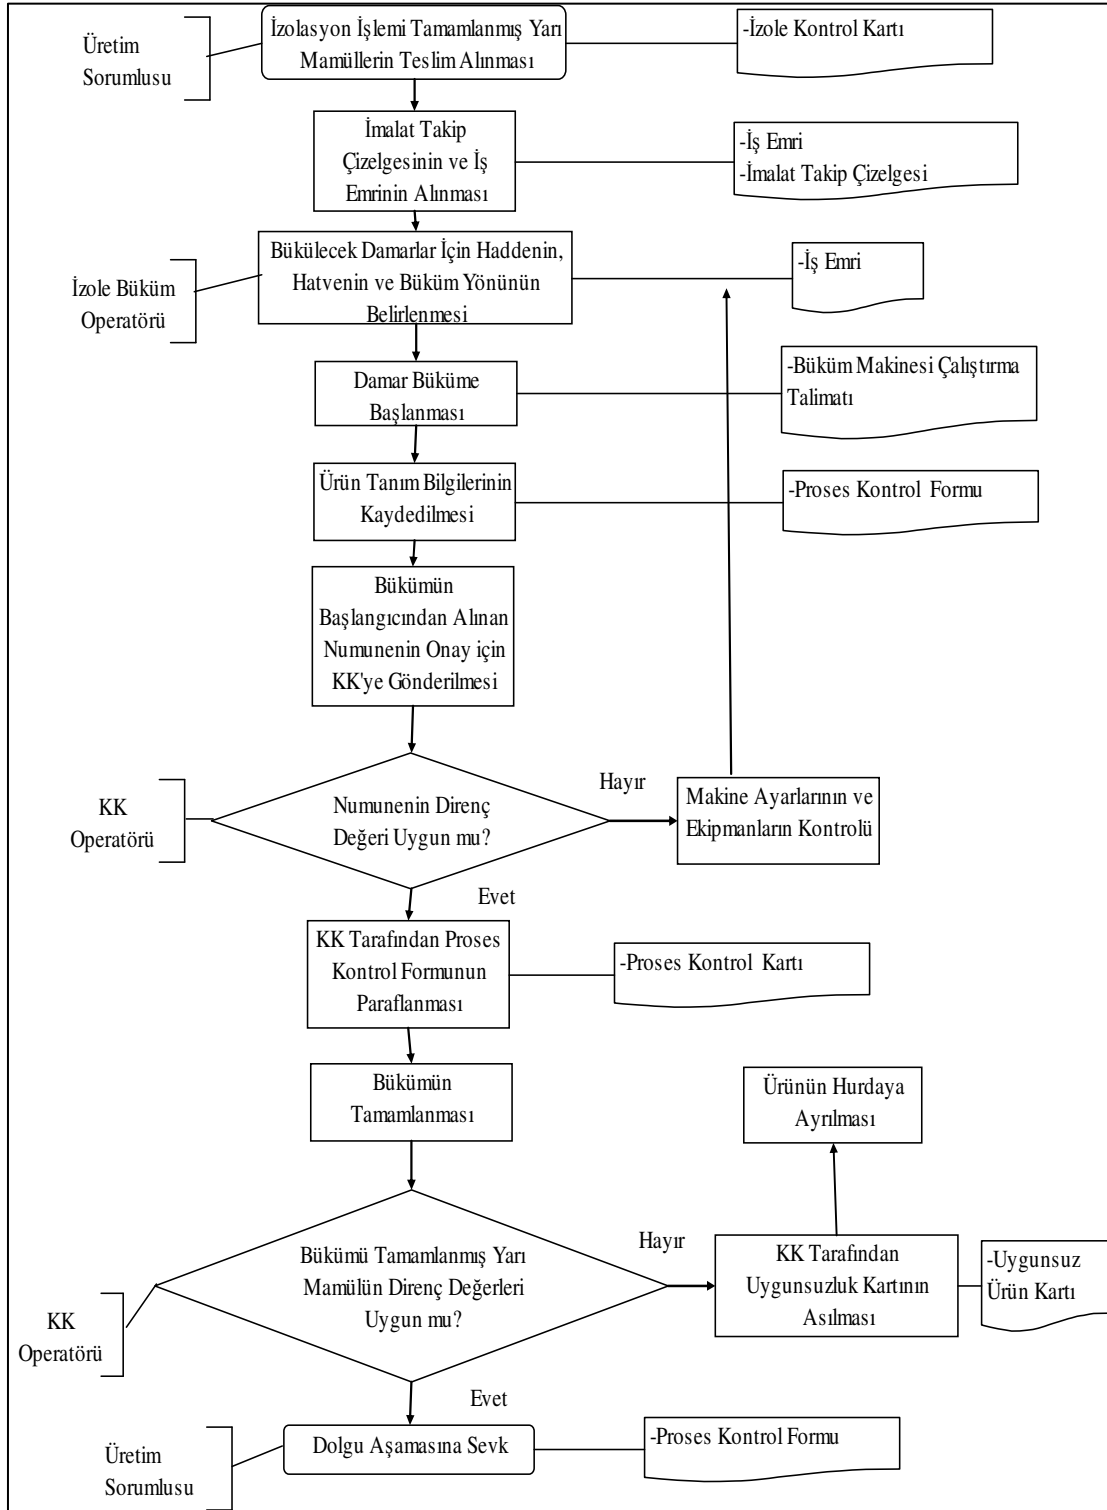 İzolasyon İşlemi Tamamlanmış Yarı
Mamüllerin Teslim Alınması
-İzole Kontrol Kartı
Üretim
Sorumlusu
İmalat Takip
Çizelgesinin ve İş
Emrinin Alınması
-İş Emri
-İmalat Takip Çizelgesi
Bükülecek Damarlar İçin Haddenin,
Hatvenin ve Büküm Yönünün
Belirlenmesi
-İş Emri
İzole Büküm
Operatörü
Damar Büküme
Başlanması
-Büküm Makinesi Çalıştırma
Talimatı
Ürün Tanım Bilgilerinin
Kaydedilmesi
-Proses Kontrol Formu
Bükümün
Başlangıcından Alınan
Numunenin Onay için
KK'ye Gönderilmesi
KK
Operatörü
Numunenin Direnç
Değeri Uygun mu?
Hayır
Makine Ayarlarının ve
Ekipmanların Kontrolü
Evet
KK Tarafından Proses
Kontrol Formunun
Paraflanması
-Proses Kontrol Kartı
Bükümün
Tamamlanması
Ürünün Hurdaya
Ayrılması
Bükümü Tamamlanmış Yarı
Mamülün Direnç Değerleri
Uygun mu?
Hayır
KK Tarafından
Uygunsuzluk Kartının
Asılması
-Uygunsuz
Ürün Kartı
KK
Operatörü
Evet
Dolgu Aşamasına Sevk
-Proses Kontrol Formu
Üretim
Sorumlusu